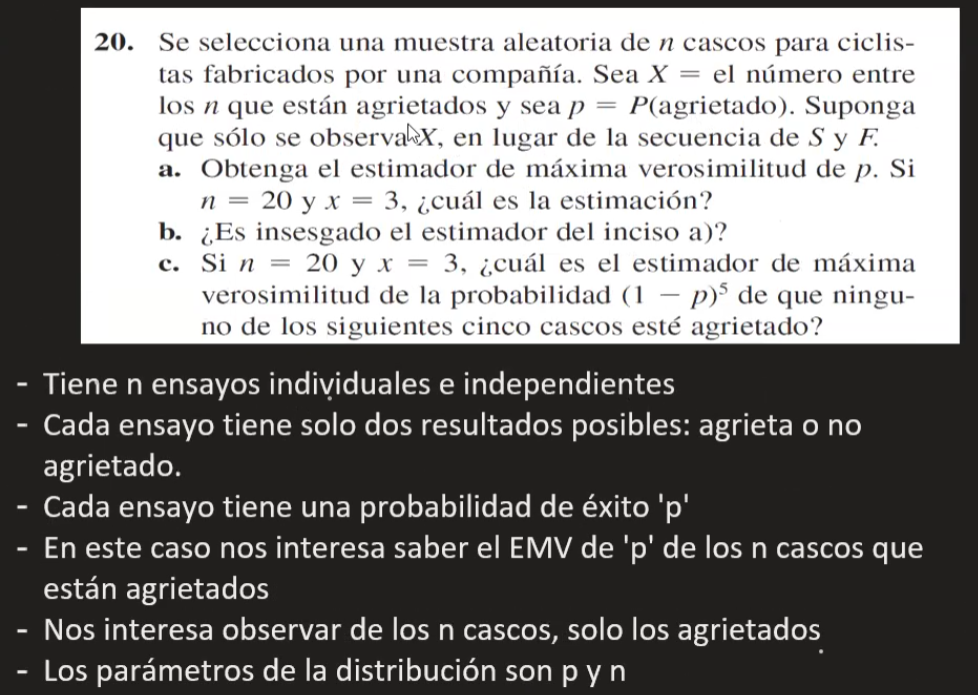 20. Se selecciona una muestra aleatoria de n cascos para ciclis-
tas fabricados por una compañía. Sea X = el número entre
los n que están agrietados y sea p = P(agrietado). Suponga
que sólo se observa X, en lugar de la secuencia de S y F.
a. Obtenga el estimador de máxima verosimilitud de p. Si
n = 20 y x = 3, ¿cuál es la estimación?
b. ¿Es insesgado el estimador del inciso a)?
c. Si n = 20 y x = 3, ¿cuál es el estimador de máxima
verosimilitud de la probabilidad (1 − p)⁵ de que ningu-
no de los siguientes cinco cascos esté agrietado?
- Tiene n ensayos individuales e independientes
- Cada ensayo tiene solo dos resultados posibles: agrieta o no
agrietado.
- Cada ensayo tiene una probabilidad de éxito 'p'
- En este caso nos interesa saber el EMV de 'p' de los n cascos que
están agrietados
- Nos interesa observar de los n cascos, solo los agrietados
- Los parámetros de la distribución son p y n